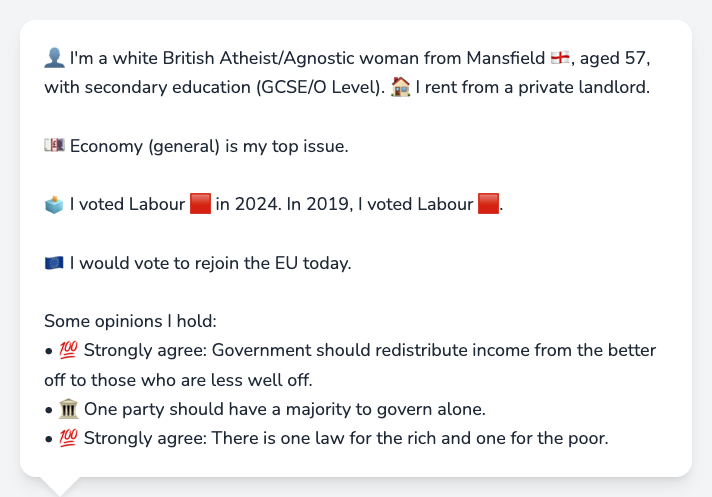 👤 I'm a white British Atheist/Agnostic woman from Mansfield 🏴󠁧󠁢󠁥󠁮󠁧󠁿, aged 57,
with secondary education (GCSE/O Level). 🏠 I rent from a private landlord.
💷 Economy (general) is my top issue.
🗳️ I voted Labour 🟥 in 2024. In 2019, I voted Labour 🟥.
🇪🇺 I would vote to rejoin the EU today.
Some opinions I hold:
• 💯 Strongly agree: Government should redistribute income from the better
off to those who are less well off.
• 🏛️ One party should have a majority to govern alone.
• 💯 Strongly agree: There is one law for the rich and one for the poor.